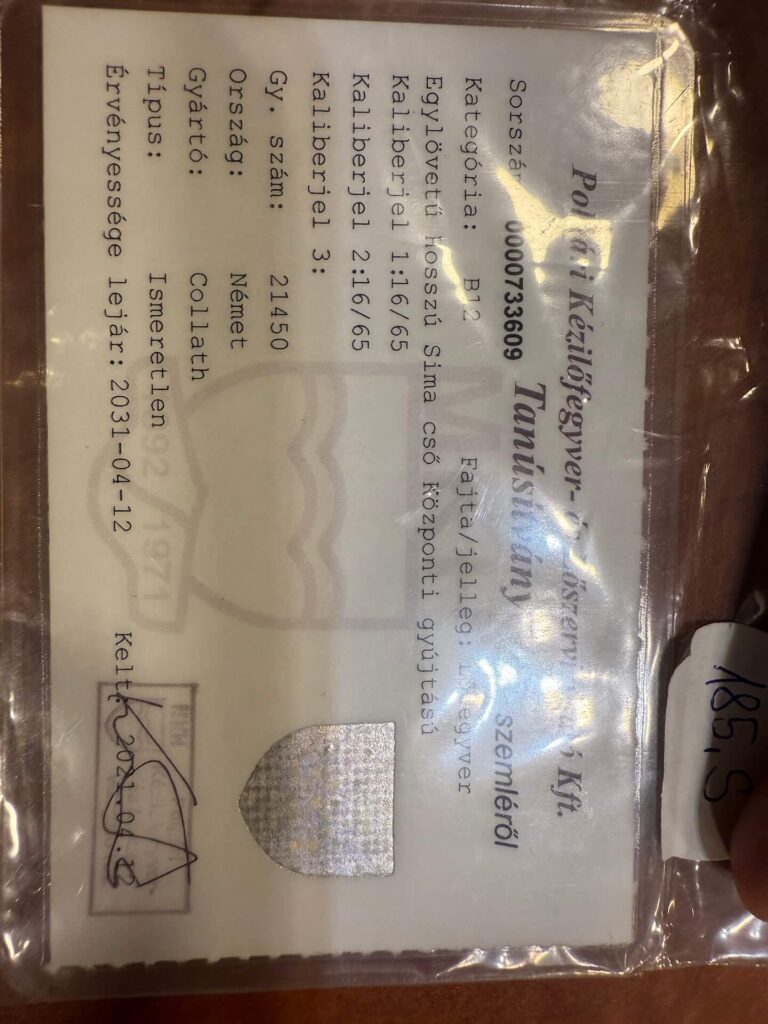 Polgári Kézilőfegyver- és Lőszervizsgáló Kft.
Tanúsítvány
szemléről
Sorszám 0000733609
Kategória: B12 Fajta/jelleg: Lőfegyver
Egylövetű Hosszú Sima cső Központi gyújtású
Kaliberjel 1:16/65
Kaliberjel 2:16/65
Kaliberjel 3:
Gy. szám: 21450
Ország: Német
Gyártó: Collath
Típus: Ismeretlen
Érvényessége lejár: 2031-04-12 Kelt: 2021.04.12
1971
185,S